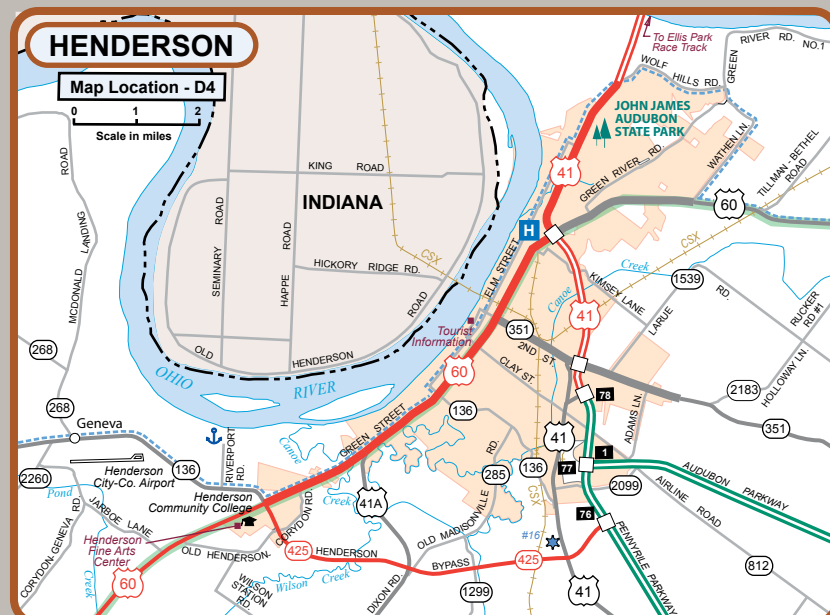 HENDERSON
Map Location - D4
0 1 2
Scale in miles
To Ellis Park
Race Track
RIVER RD. NO.1
GREEN
WOLF HILLS RD.
JOHN JAMES
AUDUBON
STATE PARK
WATHEN LN.
TILLMAN - BETHEL
ROAD
GREEN RIVER RD.
41
60
H
KING ROAD
INDIANA
SEMINARY ROAD
HAPPE ROAD
HICKORY RIDGE RD.
CSX
CSX
ROAD
MCDONALD LANDING
ELM STREET
Canoe Creek
KIMSEY LANE
1539
RD.
LARUE
RUCKER
RD #1
HOLLOWAY LN.
41
351
2ND ST.
CLAY ST.
Tourist
Information
60
OLD HENDERSON ROAD
OHIO RIVER
268
268
Geneva
136
RIVERPORT
RD.
Henderson
City-Co. Airport
Henderson
Community College
GREEN STREET
Canoe
Creek
136
78
2183
351
ADAMS LN.
41
1
77
136
285
RD.
OLD MADISONVILLE
CSX
2099
AUDUBON PARKWAY
AIRLINE ROAD
76
PENNYRILE PARKWAY
812
2260
Pond
Creek
JARBOE LANE
CORYDON-GENEVA RD.
Henderson
Fine Arts
Center
OLD HENDERSON-CORYDON RD.
41A
425
HENDERSON BYPASS
425
#16
WILSON
STATION
RD.
Wilson Creek
DIXON RD.
1299
60
41